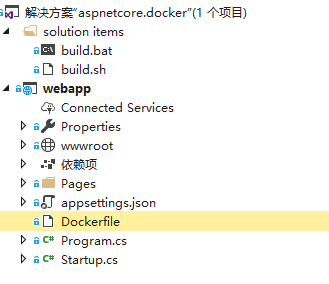 解决方案"aspnetcore.docker"(1 个项目)
solution items
build.bat
build.sh
webapp
Connected Services
Properties
wwwroot
依赖项
Pages
appsettings.json
Dockerfile
Program.cs
Startup.cs